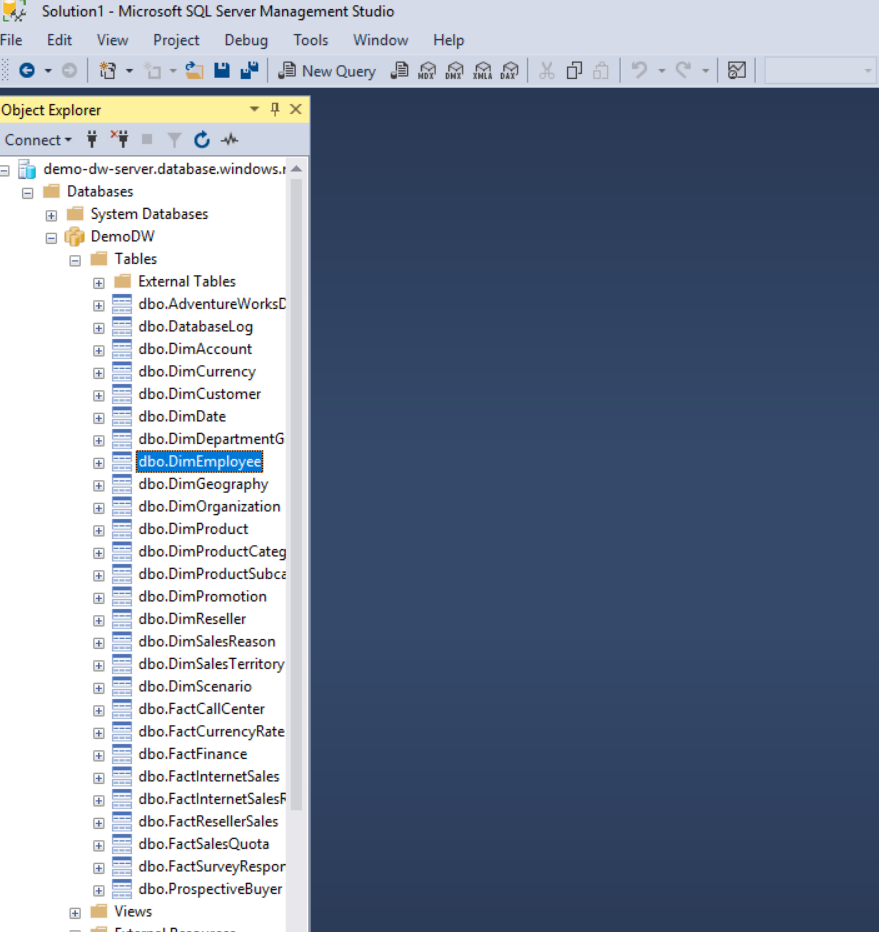 Solution1 - Microsoft SQL Server Management Studio
File Edit View Project Debug Tools Window Help
New Query MDX DMX XMLA DAX
Object Explorer
Connect
demo-dw-server.database.windows.r
Databases
System Databases
DemoDW
Tables
External Tables
dbo.AdventureWorksD
dbo.DatabaseLog
dbo.DimAccount
dbo.DimCurrency
dbo.DimCustomer
dbo.DimDate
dbo.DimDepartmentG
dbo.DimEmployee
dbo.DimGeography
dbo.DimOrganization
dbo.DimProduct
dbo.DimProductCateg
dbo.DimProductSubca
dbo.DimPromotion
dbo.DimReseller
dbo.DimSalesReason
dbo.DimSalesTerritory
dbo.DimScenario
dbo.FactCallCenter
dbo.FactCurrencyRate
dbo.FactFinance
dbo.FactInternetSales
dbo.FactInternetSalesR
dbo.FactResellerSales
dbo.FactSalesQuota
dbo.FactSurveyRespon
dbo.ProspectiveBuyer
Views
External Resources